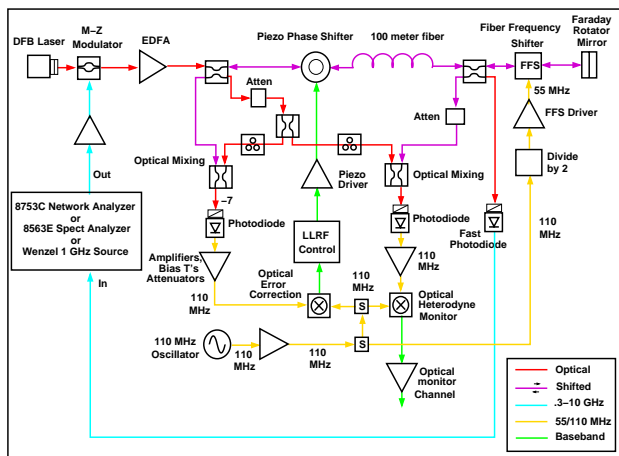 DFB Laser
M–Z
Modulator
EDFA
Piezo Phase Shifter
100 meter fiber
Fiber Frequency
Shifter
Faraday
Rotator
Mirror
FFS
55 MHz
FFS Driver
Atten
Atten
Divide
by 2
Optical Mixing
Optical Mixing
Piezo
Driver
–7
Out
8753C Network Analyzer
or
8563E Spect Analyzer
or
Wenzel 1 GHz Source
In
Photodiode
Photodiode
Fast
Photodiode
110
MHz
LLRF
Control
Amplifiers,
Bias T's
Attenuators
110
MHz
110
MHz
Optical
Error
Correction
110
MHz
S
Optical
Heterodyne
Monitor
110 MHz
Oscillator
110
MHz
110
MHz
S
Optical
monitor
Channel
Optical
Shifted
.3–10 GHz
55/110 MHz
Baseband